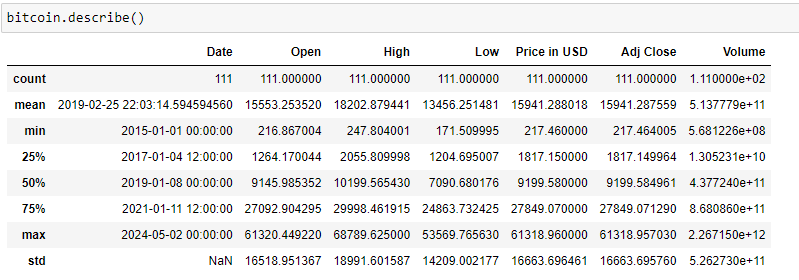 bitcoin.describe()
Date Open High Low Price in USD Adj Close Volume
count 111 111.000000 111.000000 111.000000 111.000000 111.000000 1.110000e+02
mean 2019-02-25 22:03:14.594594560 15553.253520 18202.879441 13456.251481 15941.288018 15941.287559 5.137779e+11
min 2015-01-01 00:00:00 216.867004 247.804001 171.509995 217.460000 217.464005 5.681226e+08
25% 2017-01-04 12:00:00 1264.170044 2055.809998 1204.695007 1817.150000 1817.149964 1.305231e+10
50% 2019-01-08 00:00:00 9145.985352 10199.565430 7090.680176 9199.580000 9199.584961 4.377240e+11
75% 2021-01-11 12:00:00 27092.904295 29998.461915 24863.732425 27849.070000 27849.071290 8.680860e+11
max 2024-05-02 00:00:00 61320.449220 68789.625000 53569.765630 61318.960000 61318.957030 2.267150e+12
std NaN 16518.951367 18991.601587 14209.002177 16663.696461 16663.695760 5.262730e+11